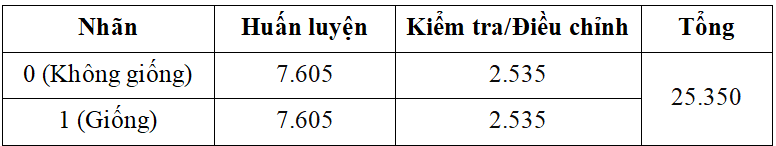 Nhãn Huấn luyện Kiểm tra/Điều chỉnh Tổng
0 (Không giống) 7.605 2.535
25.350
1 (Giống) 7.605 2.535